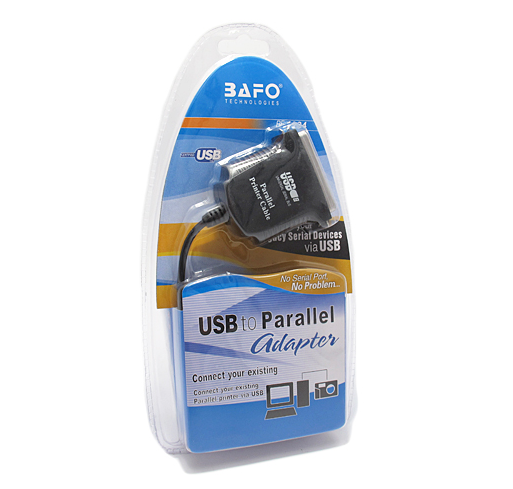 BAFO®
TECHNOLOGIES
USB
Parallel
Printer Cable
USB
Serial Devices
via USB
No Serial Port,
No Problem...
USB to Parallel
Adapter
Connect your existing
Connect your existing
Parallel printer via USB